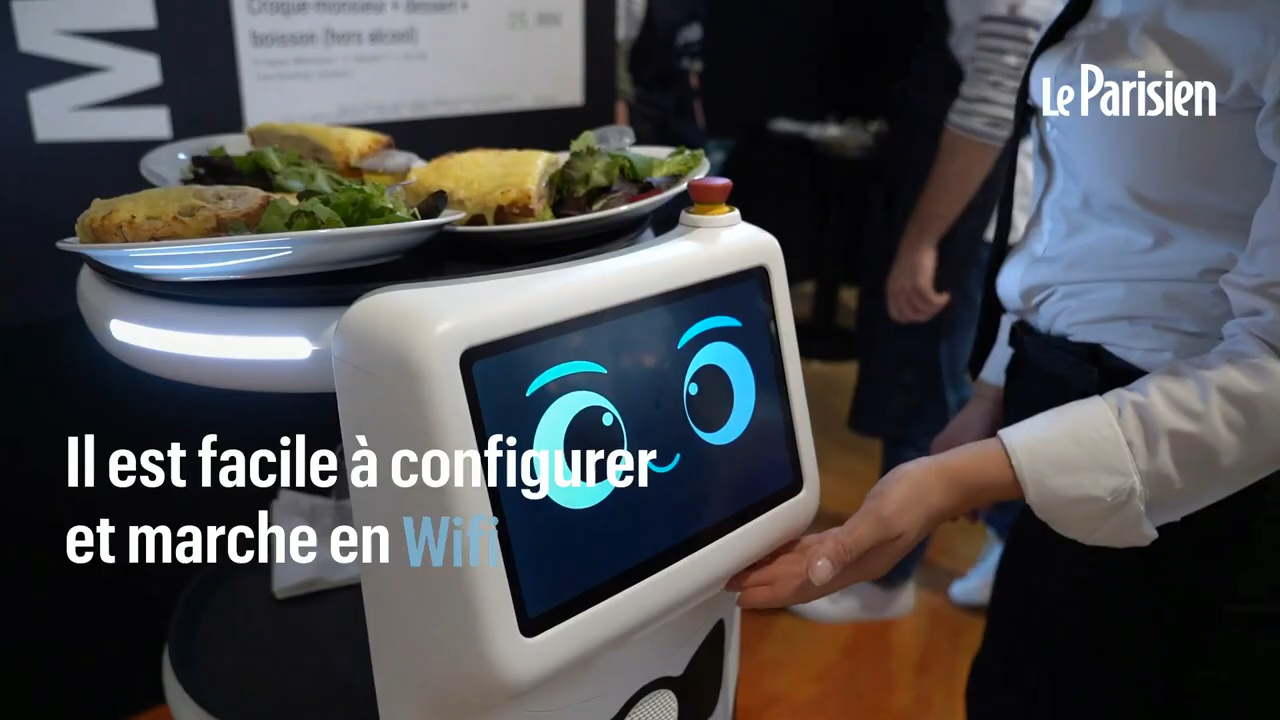 M
Croque-monsieur + dessert +
boisson (hors alcool)
Le Parisien
Il est facile à configurer
et marche en Wifi